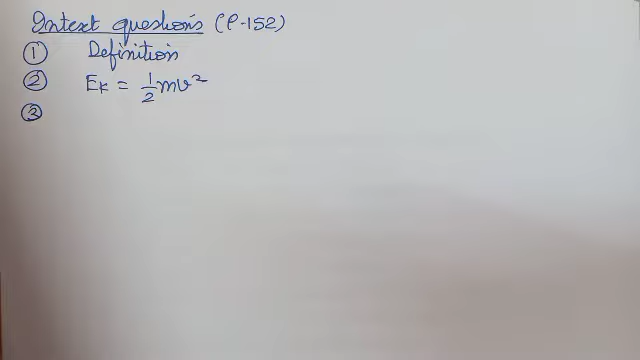 Intext questions (P-152)
① Definition
② Ek = 1/2 mv²
③